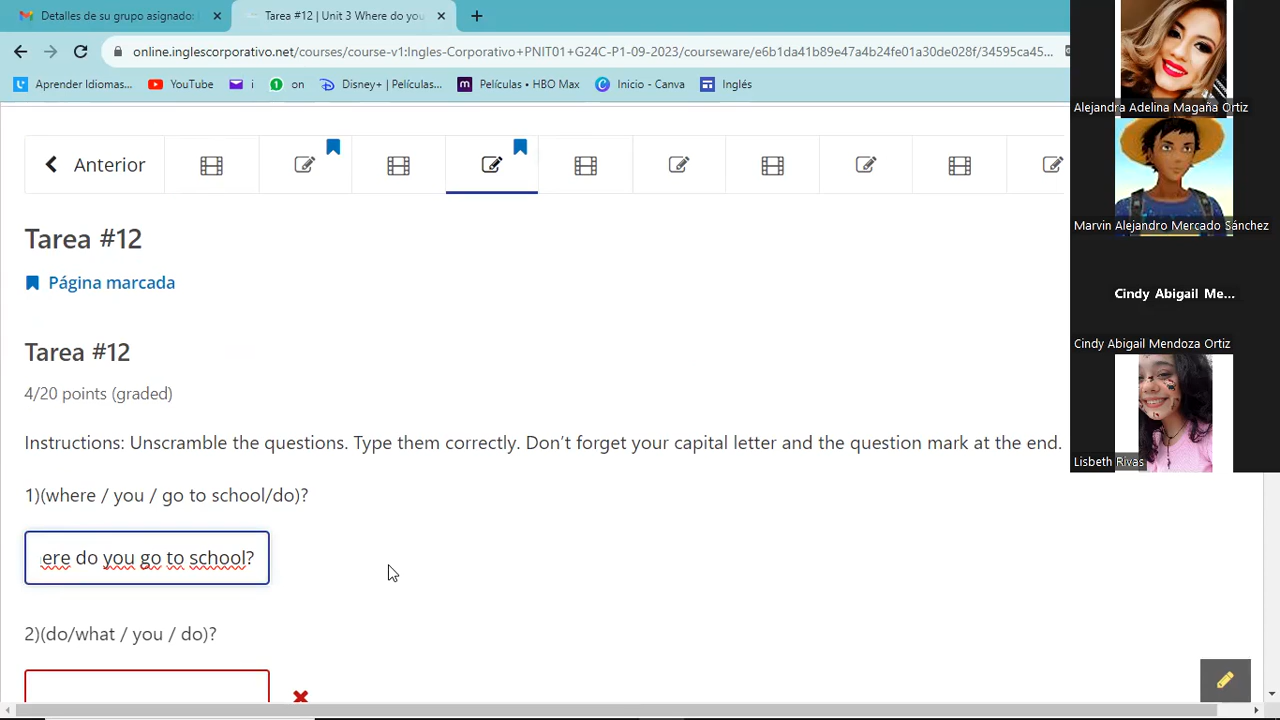 Detalles de su grupo asignado:
Tarea #12 | Unit 3 Where do you
online.inglescorporativo.net/courses/course-v1:Ingles-Corporativo+PNIT01+G24C-P1-09-2023/courseware/e6b1da41b89e47a4b24fe01a30de028f/34595ca45...
Aprender Idiomas...
YouTube
i
on
Disney+ | Películas...
Películas • HBO Max
Inicio - Canva
Inglés
Alejandra Adelina Magaña Ortiz
Marvin Alejandro Mercado Sánchez
Cindy Abigail Me...
Cindy Abigail Mendoza Ortiz
Lisbeth Rivas
Anterior
Tarea #12
Página marcada
Tarea #12
4/20 points (graded)
Instructions: Unscramble the questions. Type them correctly. Don't forget your capital letter and the question mark at the end.
1)(where / you / go to school/do)?
ere do you go to school?
2)(do/what / you / do)?